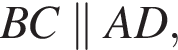 BC ∥ AD,